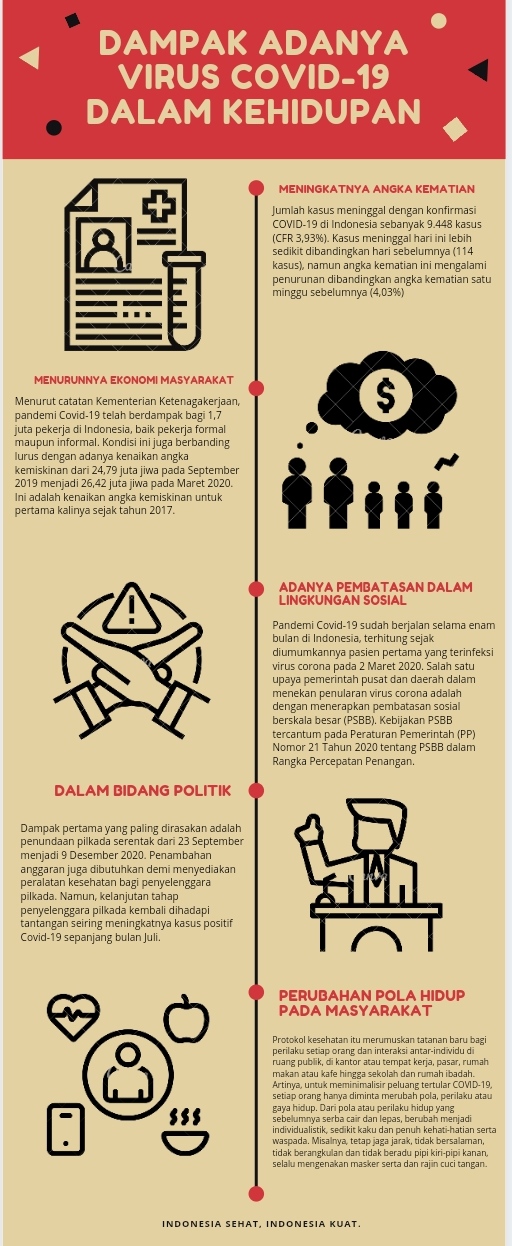 DAMPAK ADANYA
VIRUS COVID-19
DALAM KEHIDUPAN
MENINGKATNYA ANGKA KEMATIAN
Jumlah kasus meninggal dengan konfirmasi
COVID-19 di Indonesia sebanyak 9.448 kasus
(CFR 3,93%). Kasus meninggal hari ini lebih
sedikit dibandingkan hari sebelumnya (114
kasus), namun angka kematian ini mengalami
penurunan dibandingkan angka kematian satu
minggu sebelumnya (4,03%)
MENURUNNYA EKONOMI MASYARAKAT
Menurut catatan Kementerian Ketenagakerjaan,
pandemi Covid-19 telah berdampak bagi 1,7
juta pekerja di Indonesia, baik pekerja formal
maupun informal. Kondisi ini juga berbanding
lurus dengan adanya kenaikan angka
kemiskinan dari 24,79 juta jiwa pada September
2019 menjadi 26,42 juta jiwa pada Maret 2020.
Ini adalah kenaikan angka kemiskinan untuk
pertama kalinya sejak tahun 2017.
ADANYA PEMBATASAN DALAM
LINGKUNGAN SOSIAL
Pandemi Covid-19 sudah berjalan selama enam
bulan di Indonesia, terhitung sejak
diumumkannya pasien pertama yang terinfeksi
virus corona pada 2 Maret 2020. Salah satu
upaya pemerintah pusat dan daerah dalam
menekan penularan virus corona adalah
dengan menerapkan pembatasan sosial
berskala besar (PSBB). Kebijakan PSBB
tercantum pada Peraturan Pemerintah (PP)
Nomor 21 Tahun 2020 tentang PSBB dalam
Rangka Percepatan Penangan.
DALAM BIDANG POLITIK
Dampak pertama yang paling dirasakan adalah
penundaan pilkada serentak dari 23 September
menjadi 9 Desember 2020. Penambahan
anggaran juga dibutuhkan demi menyediakan
peralatan kesehatan bagi penyelenggara
pilkada. Namun, kelanjutan tahap
penyelenggara pilkada kembali dihadapi
tantangan seiring meningkatnya kasus positif
Covid-19 sepanjang bulan Juli.
PERUBAHAN POLA HIDUP
PADA MASYARAKAT
Protokol kesehatan itu merumuskan tatanan baru bagi
perilaku setiap orang dan interaksi antar-individu di
ruang publik, di kantor atau tempat kerja, pasar, rumah
makan atau kafe hingga sekolah dan rumah ibadah.
Artinya, untuk meminimalisir peluang tertular COVID-19,
setiap orang hanya diminta merubah pola, perilaku atau
gaya hidup. Dari pola atau perilaku hidup yang
sebelumnya serba cair dan lepas, berubah menjadi
individualistik, sedikit kaku dan penuh kehati-hatian serta
waspada. Misalnya, tetap jaga jarak, tidak bersalaman,
tidak berangkulan dan tidak beradu pipi kiri-pipi kanan,
selalu mengenakan masker serta dan rajin cuci tangan.
INDONESIA SEHAT, INDONESIA KUAT.